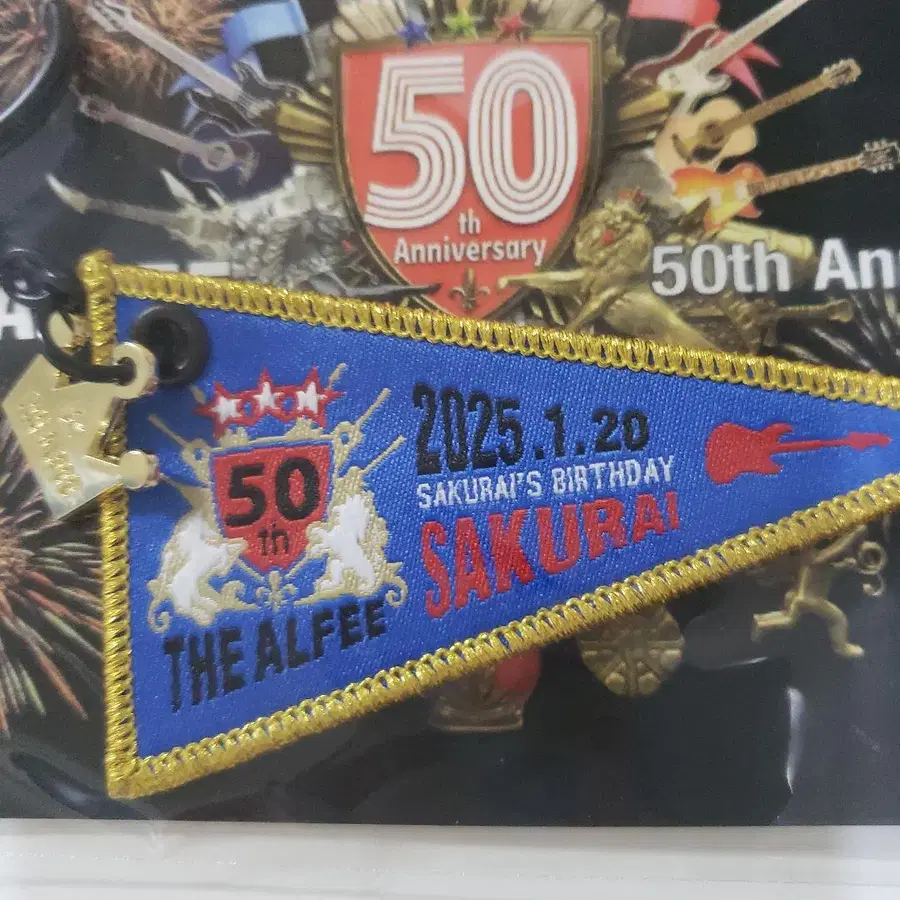 50
th
Anniversary
50th An
2025.1.20
SAKURAI'S BIRTHDAY
SAKURAI
50
th
THE ALFEE